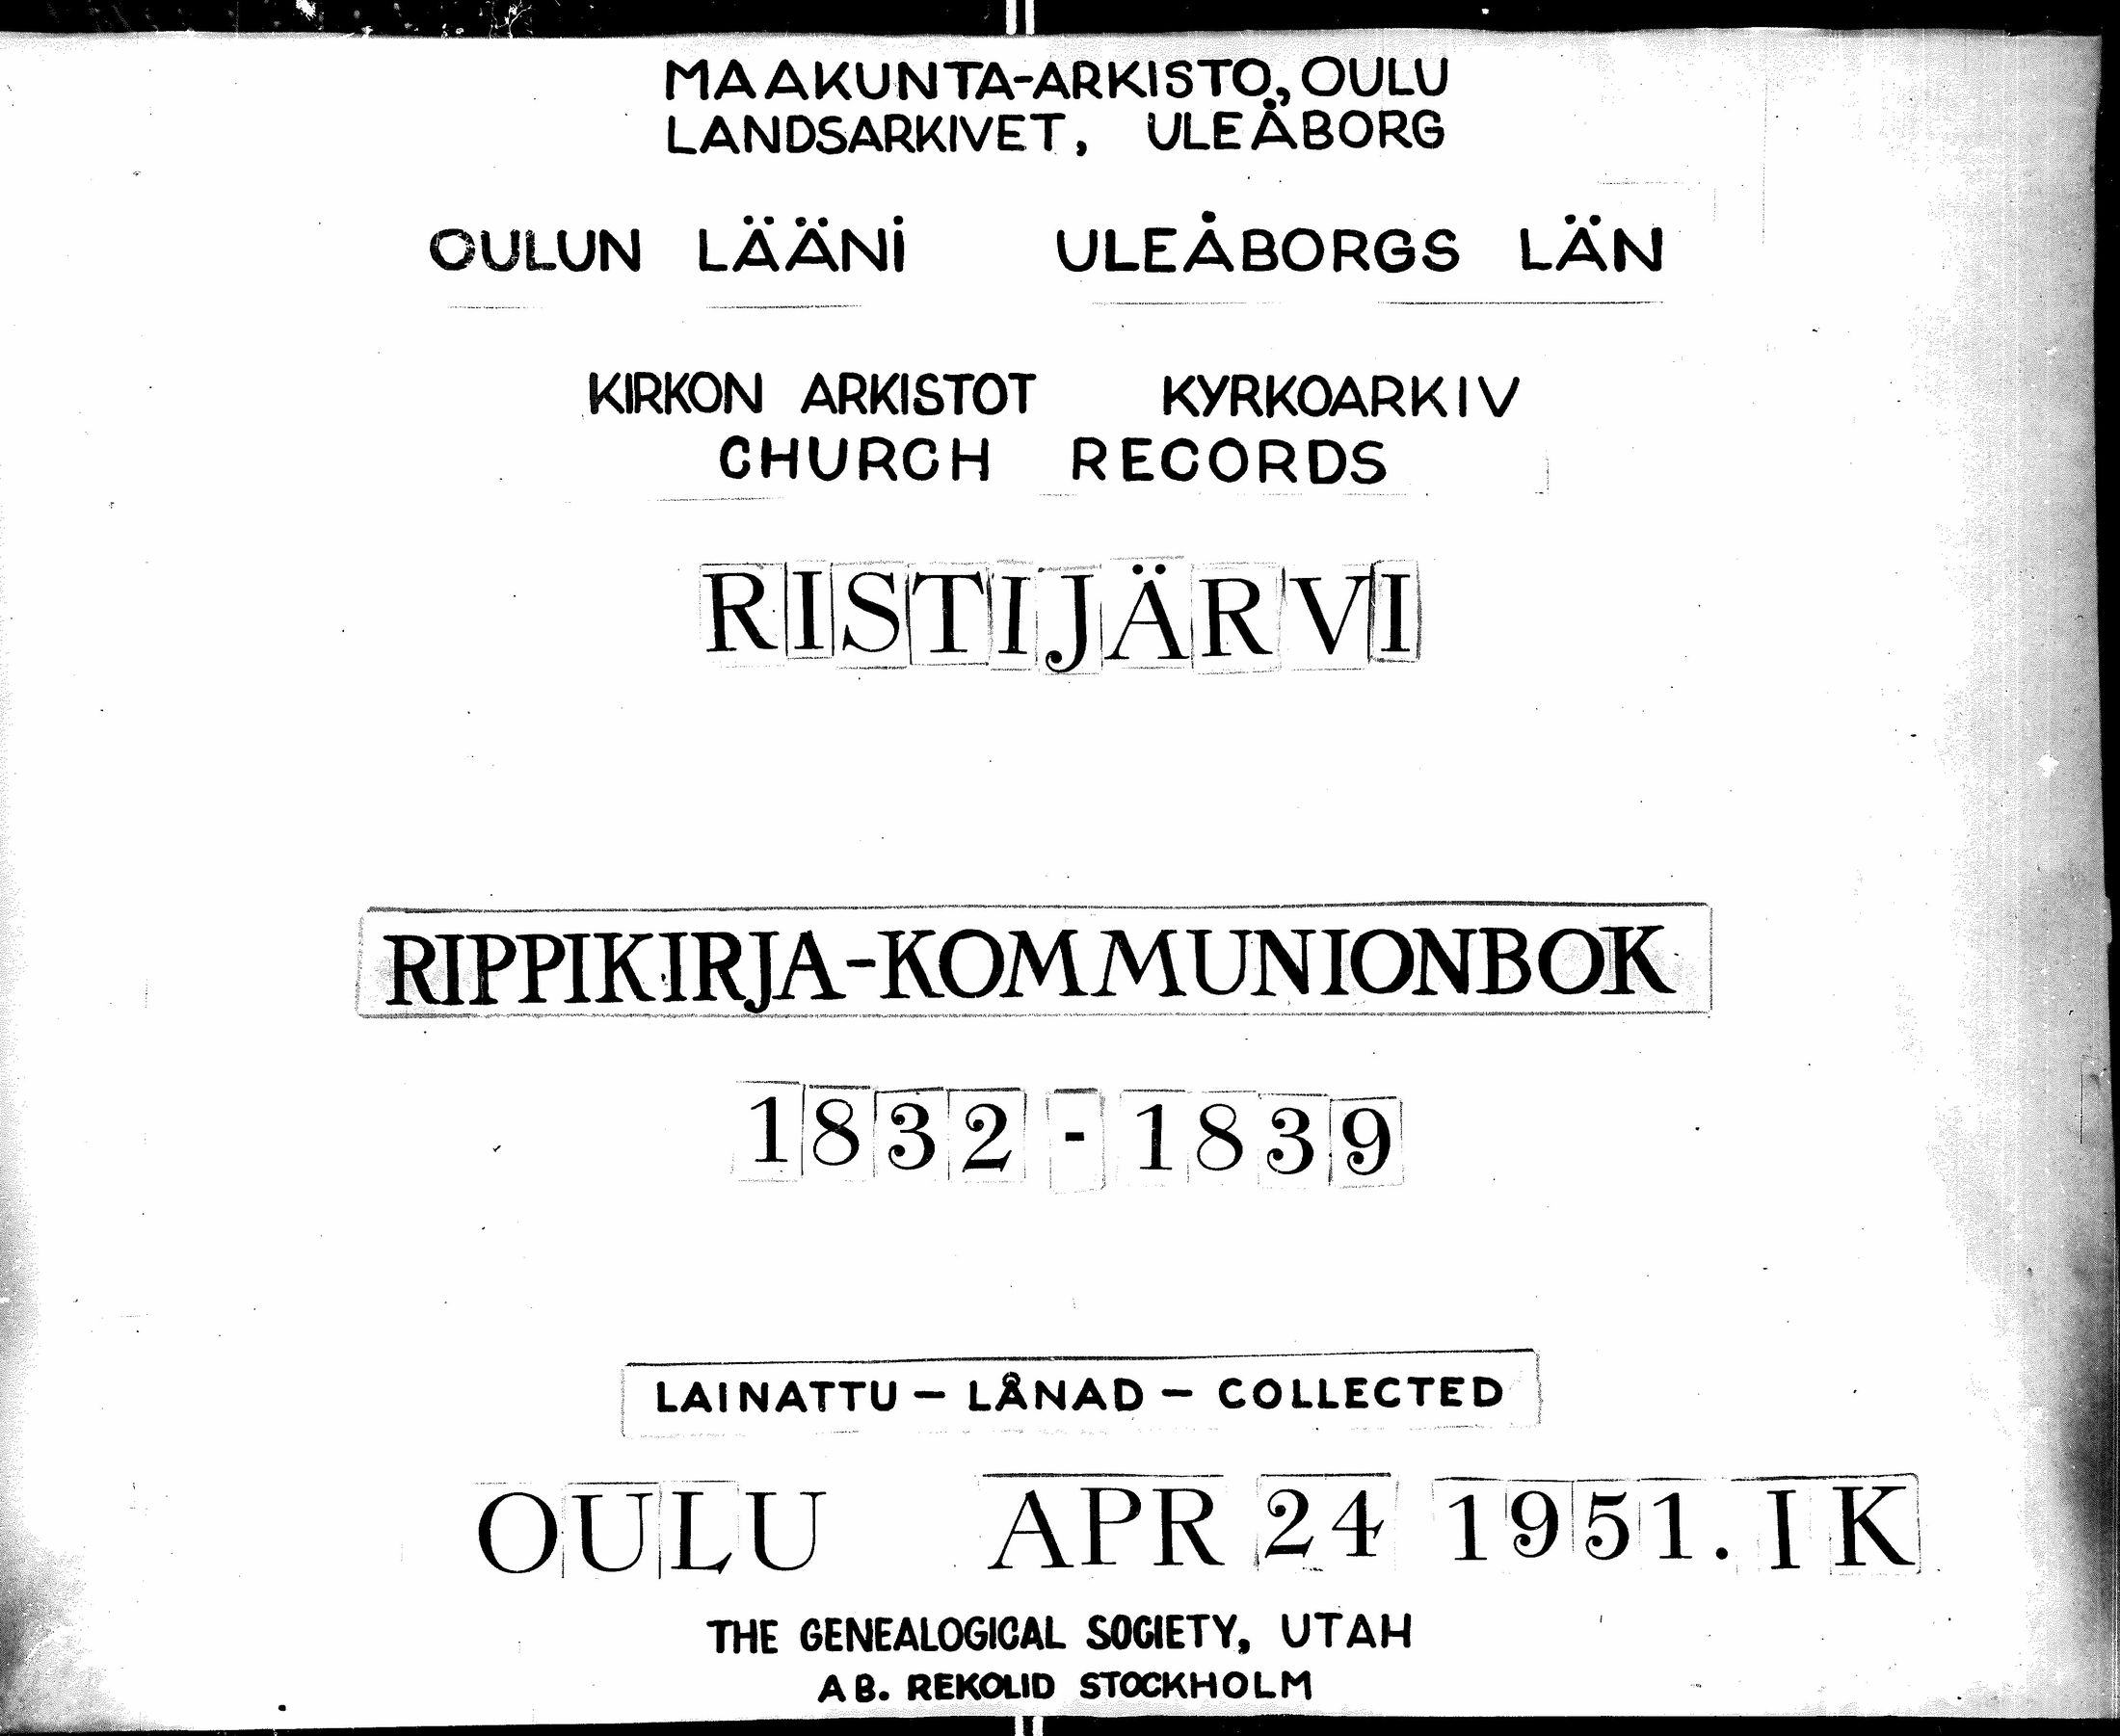 MAAKUNTA-ARKISTO, OULU
LANDSARKIVET, ULEÅBORG
OULUN LÄÄNI ULEÅBORGS LÄN
KIRKON ARKISTOT KYRKOARKIV
CHURCH RECORDS
RISTIJÄRVI
RIPPIKIRJA-KOMMUNIONBOK
1832-1839
LAINATTU – LÅNAD – COLLECTED
OULU APR 24 1951. IK
THE GENEALOGICAL SOCIETY, UTAH
AB. REKOLID STOCKHOLM